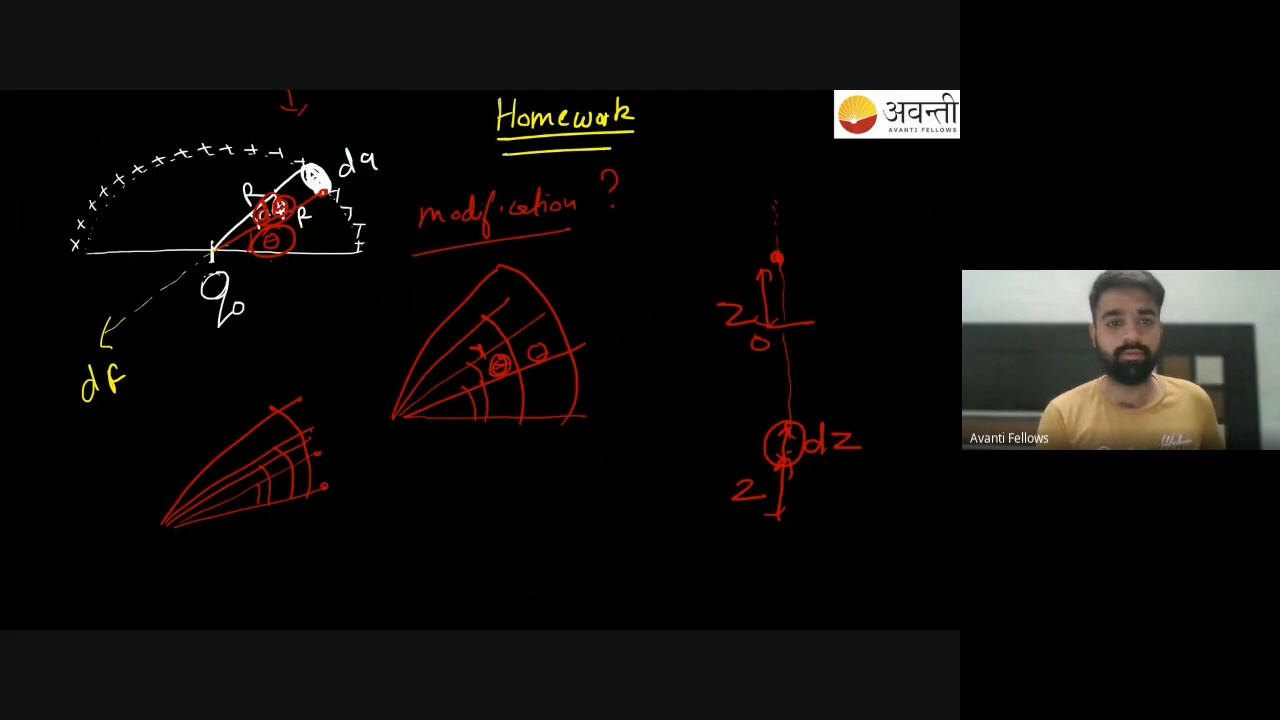 Homework
अवन्ती
AVANTI FELLOWS
dq
R
R
θ
q₀
dF
modification ?
θ
Z
0
dz
Z
Avanti Fellows